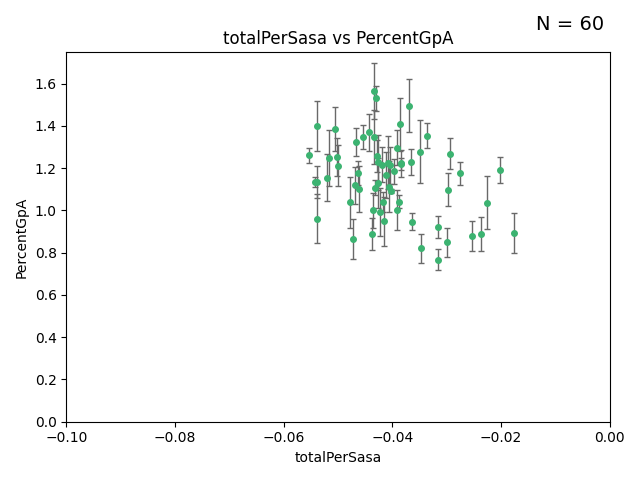 N = 60
totalPerSasa vs PercentGpA
PercentGpA
1.6
1.4
1.2
1.0
0.8
0.6
0.4
0.2
0.0
−0.10 −0.08 −0.06 −0.04 −0.02 0.00
totalPerSasa